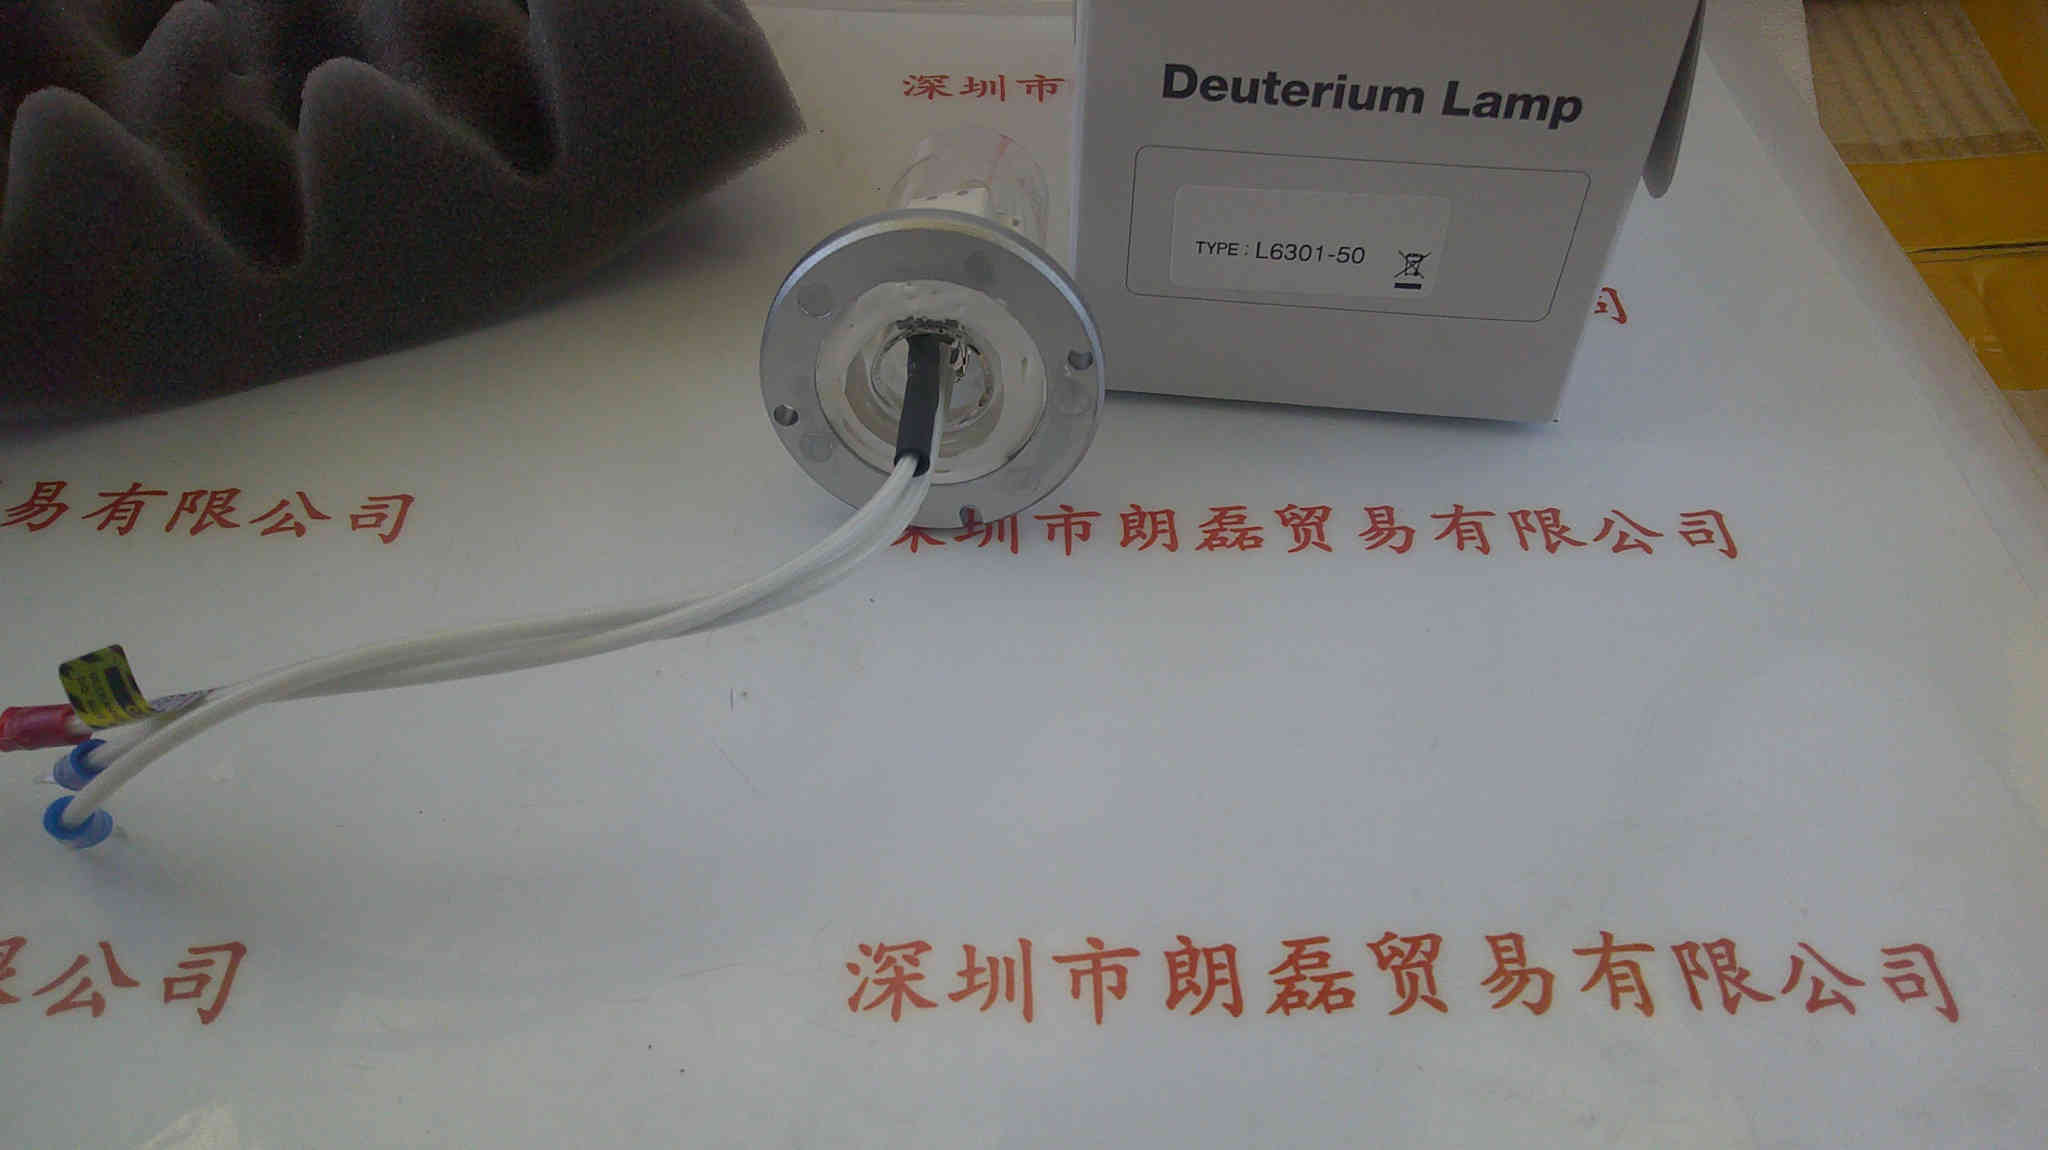 深圳市
Deuterium Lamp
TYPE : L6301-50
司
易有限公司
深圳市朗磊贸易有限公司
公司
深圳市朗磊贸易有限公司